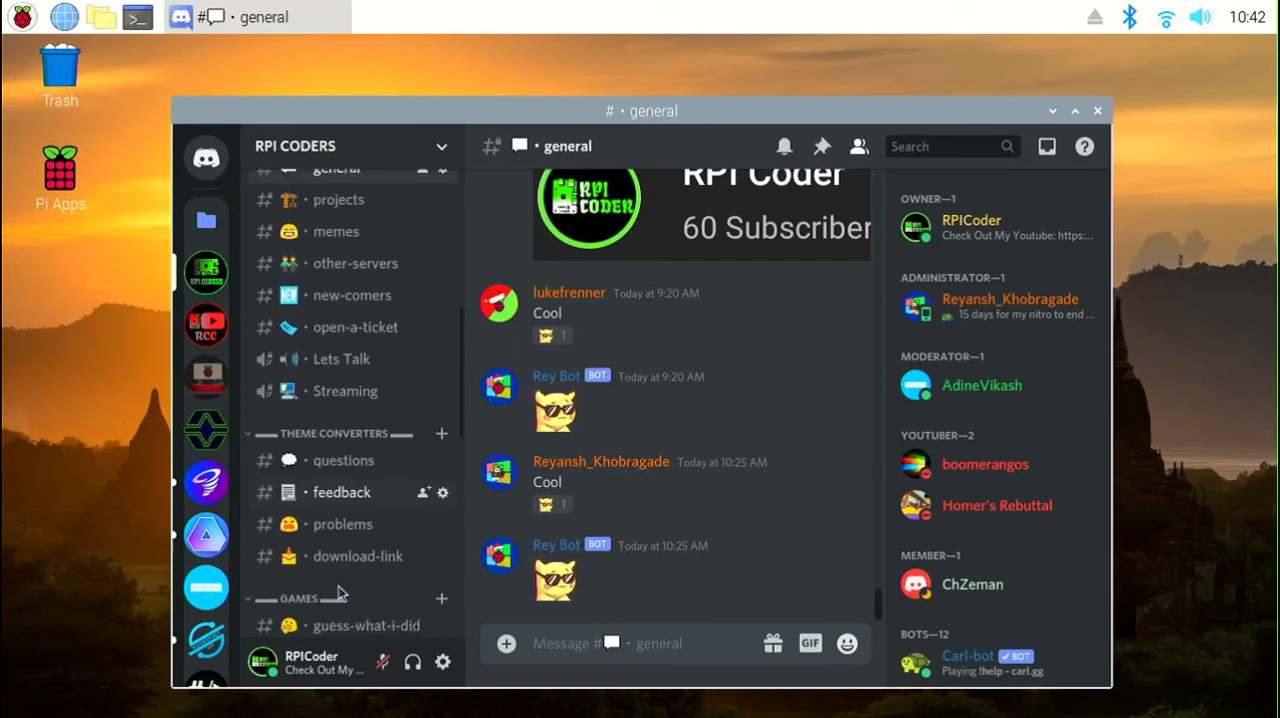 #💬・general
10:42
Trash
Pi Apps
#・general
RPI CODERS
・general
Search
general
・projects
・memes
・other-servers
・new-comers
・open-a-ticket
・Lets Talk
・Streaming
THEME CONVERTERS
・questions
・feedback
・problems
・download-link
GAMES
・guess-what-i-did
RPICoder
Check Out My ...
RPI CODERS
RCC
RPI CODER
RPI Coder
60 Subscriber
lukefrenner Today at 9:20 AM
Cool
1
Rey Bot BOT Today at 9:20 AM
Reyansh_Khobragade Today at 10:25 AM
Cool
1
Rey Bot BOT Today at 10:25 AM
Message #💬・general
GIF
OWNER—1
RPICoder
Check Out My Youtube: https:...
ADMINISTRATOR—1
Reyansh_Khobragade
15 days for my nitro to end ...
MODERATOR—1
AdineVikash
YOUTUBER—2
boomerangos
Homer's Rebuttal
MEMBER—1
ChZeman
BOTS—12
Carl-bot ✓BOT
Playing !help - carl.gg